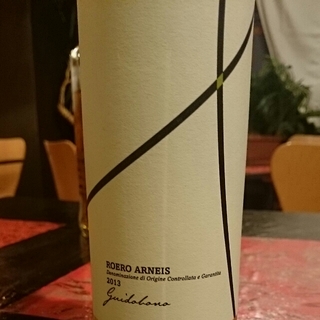 ROERO ARNEIS
Denominazione di Origine Controllata e Garantita
2013
Guidobono